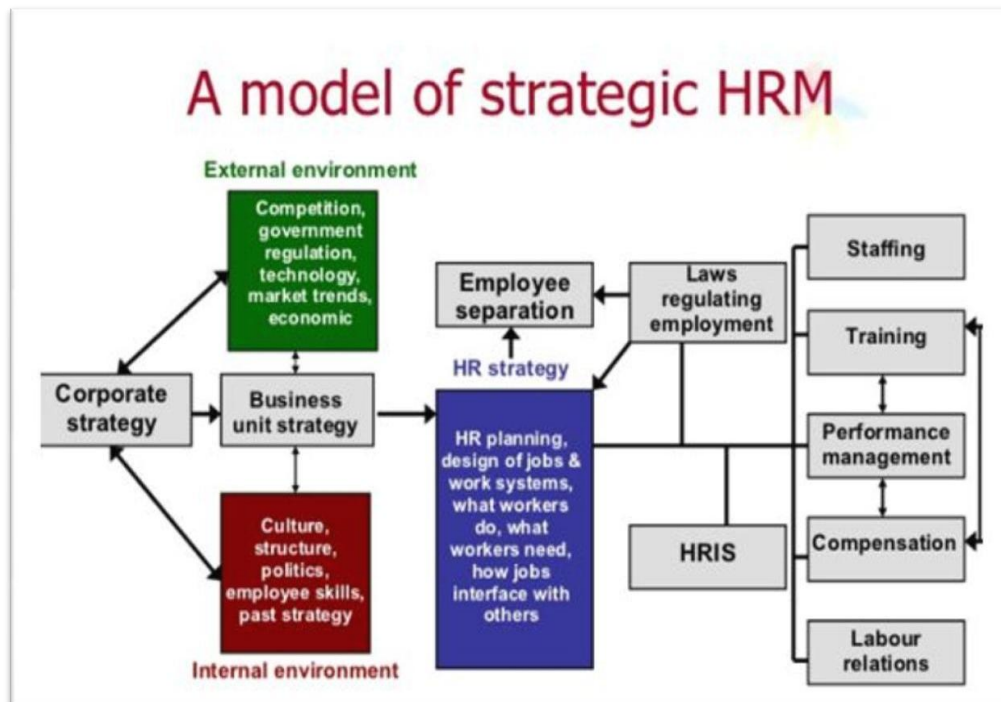 A model of strategic HRM
External environment
Competition,
government
regulation,
technology,
market trends,
economic
Corporate
strategy
Business
unit strategy
Culture,
structure,
politics,
employee skills,
past strategy
Internal environment
Employee
separation
HR strategy
HR planning,
design of jobs &
work systems,
what workers
do, what
workers need,
how jobs
interface with
others
Laws
regulating
employment
HRIS
Staffing
Training
Performance
management
Compensation
Labour
relations